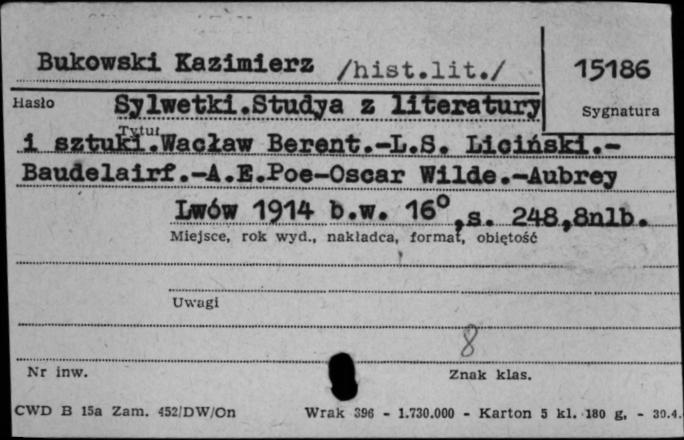 Bukowski Kazimierz /hist.lit./
15186
Hasło Sylwetki.Studya z literatury
Sygnatura
Tytuł
i sztuki.Wacław Berent.-L.S. Liciński.-
Baudelairf.-A.E.Poe-Oscar Wilde.-Aubrey
Lwów 1914 b.w. 16°,s. 248,8nlb.
Miejsce, rok wyd., nakładca, format, objętość
Uwagi
8
Nr inw. Znak klas.
CWD B 15a Zam. 452/DW/On Wrak 396 - 1.730.000 - Karton 5 kl. 180 g. - 30.4.